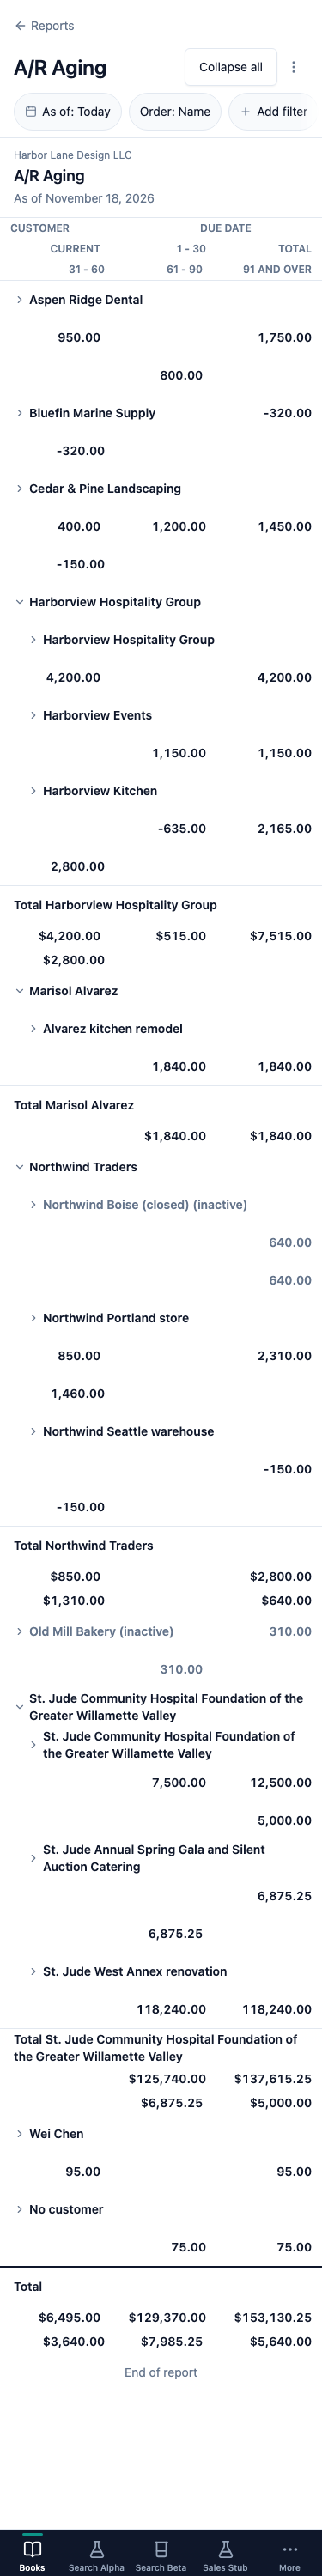 Reports
A/R Aging
Collapse all
As of: Today
Order: Name
Add filter
Harbor Lane Design LLC
A/R Aging
As of November 18, 2026
CUSTOMER DUE DATE
CURRENT 1 - 30 TOTAL
31 - 60 61 - 90 91 AND OVER
Aspen Ridge Dental
950.00 1,750.00
800.00
Bluefin Marine Supply -320.00
-320.00
Cedar & Pine Landscaping
400.00 1,200.00 1,450.00
-150.00
Harborview Hospitality Group
Harborview Hospitality Group
4,200.00 4,200.00
Harborview Events
1,150.00 1,150.00
Harborview Kitchen
-635.00 2,165.00
2,800.00
Total Harborview Hospitality Group
$4,200.00 $515.00 $7,515.00
$2,800.00
Marisol Alvarez
Alvarez kitchen remodel
1,840.00 1,840.00
Total Marisol Alvarez
$1,840.00 $1,840.00
Northwind Traders
Northwind Boise (closed) (inactive)
640.00
640.00
Northwind Portland store
850.00 2,310.00
1,460.00
Northwind Seattle warehouse
-150.00
-150.00
Total Northwind Traders
$850.00 $2,800.00
$1,310.00 $640.00
Old Mill Bakery (inactive) 310.00
310.00
St. Jude Community Hospital Foundation of the
Greater Willamette Valley
St. Jude Community Hospital Foundation of
the Greater Willamette Valley
7,500.00 12,500.00
5,000.00
St. Jude Annual Spring Gala and Silent
Auction Catering
6,875.25
6,875.25
St. Jude West Annex renovation
118,240.00 118,240.00
Total St. Jude Community Hospital Foundation of
the Greater Willamette Valley
$125,740.00 $137,615.25
$6,875.25 $5,000.00
Wei Chen
95.00 95.00
No customer
75.00 75.00
Total
$6,495.00 $129,370.00 $153,130.25
$3,640.00 $7,985.25 $5,640.00
End of report
Books
Search Alpha
Search Beta
Sales Stub
More